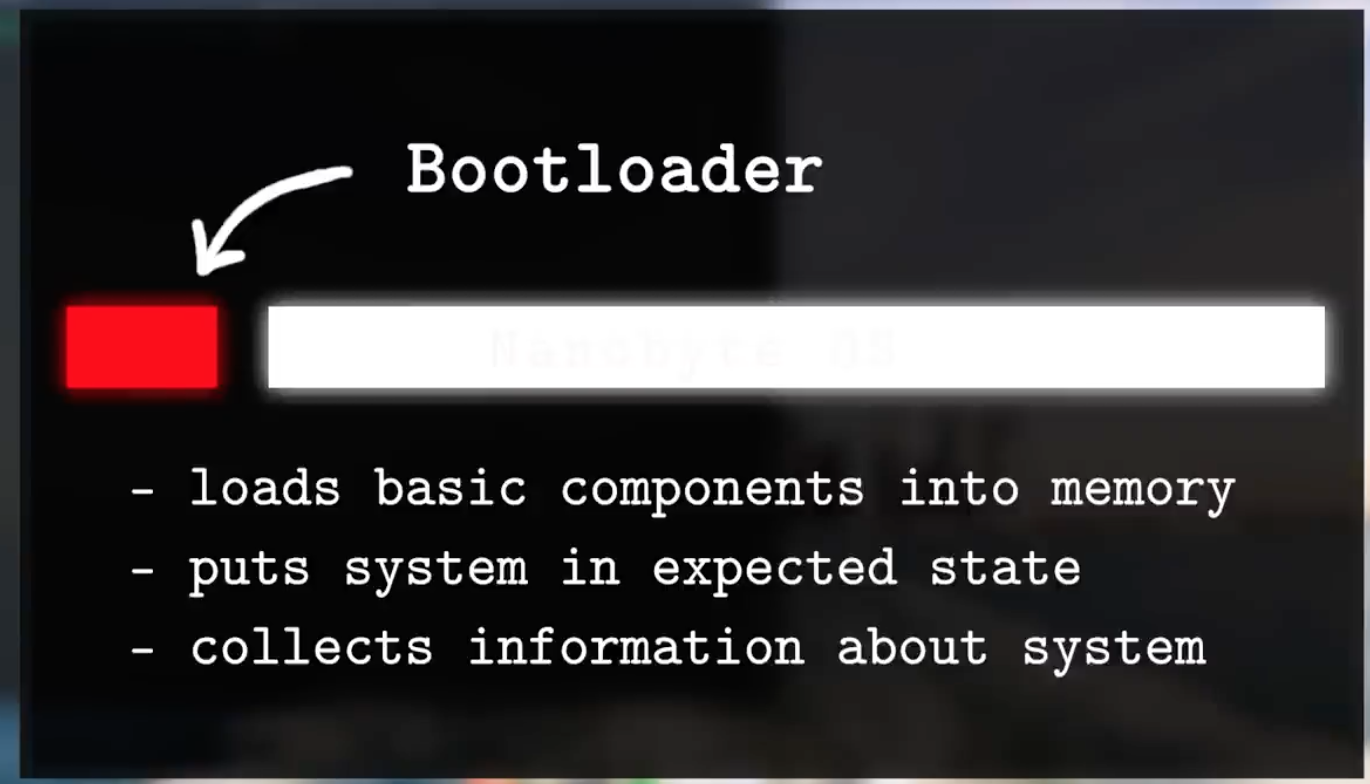 Bootloader
Nanobyte OS
- loads basic components into memory
- puts system in expected state
- collects information about system